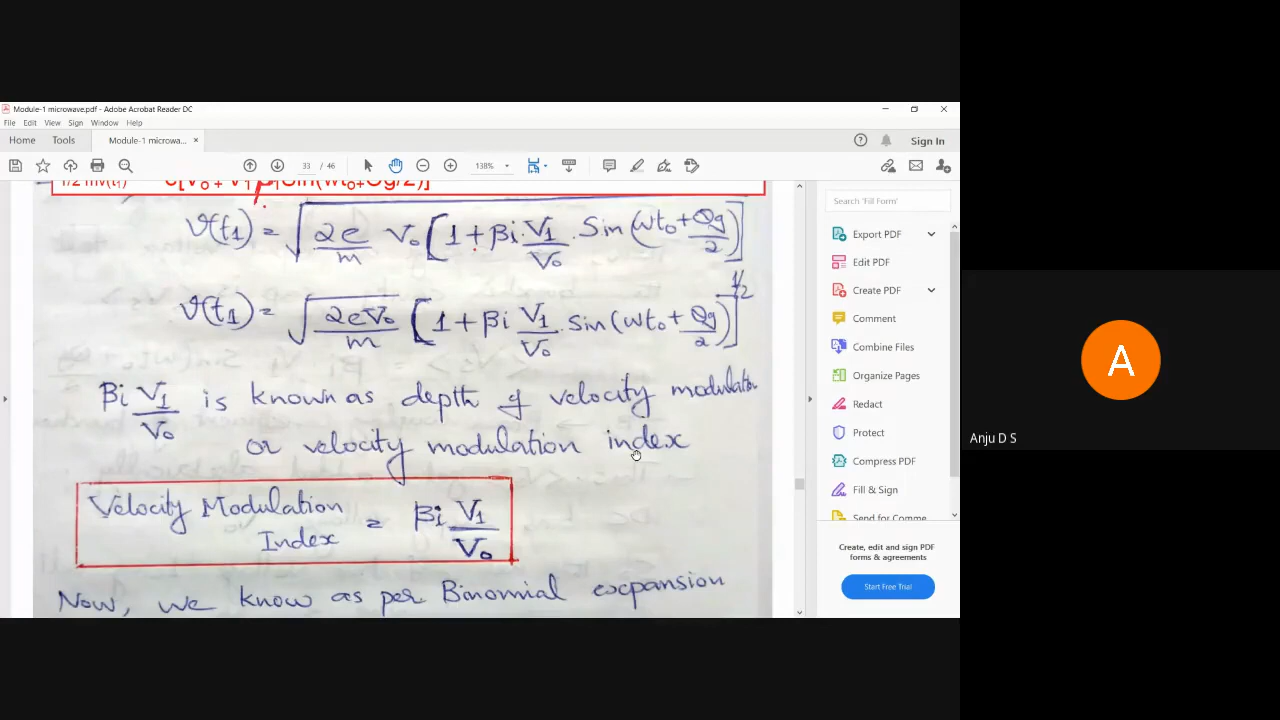 Module-1 microwave.pdf - Adobe Acrobat Reader DC
File Edit View Sign Window Help
Home Tools Module-1 microwa... × Sign In
33 / 46 138%
ϑ(t₁) = √(2e/m V₀ [1 + βi V₁/V₀ . Sin(ωt₀ + θg/2)])
ϑ(t₁) = √(2eV₀/m) [1 + βi V₁/V₀ . Sin(ωt₀ + θg/2)]^1/2
βi V₁/V₀ is known as depth of velocity modulation
or velocity modulation index
Velocity Modulation Index = βi V₁/V₀
Now, we know as per Binomial expansion
Search 'Fill Form'
Export PDF
Edit PDF
Create PDF
Comment
Combine Files
Organize Pages
Redact
Protect
Compress PDF
Fill & Sign
Send for Comme
Create, edit and sign PDF
forms & agreements
Start Free Trial
A
Anju D S